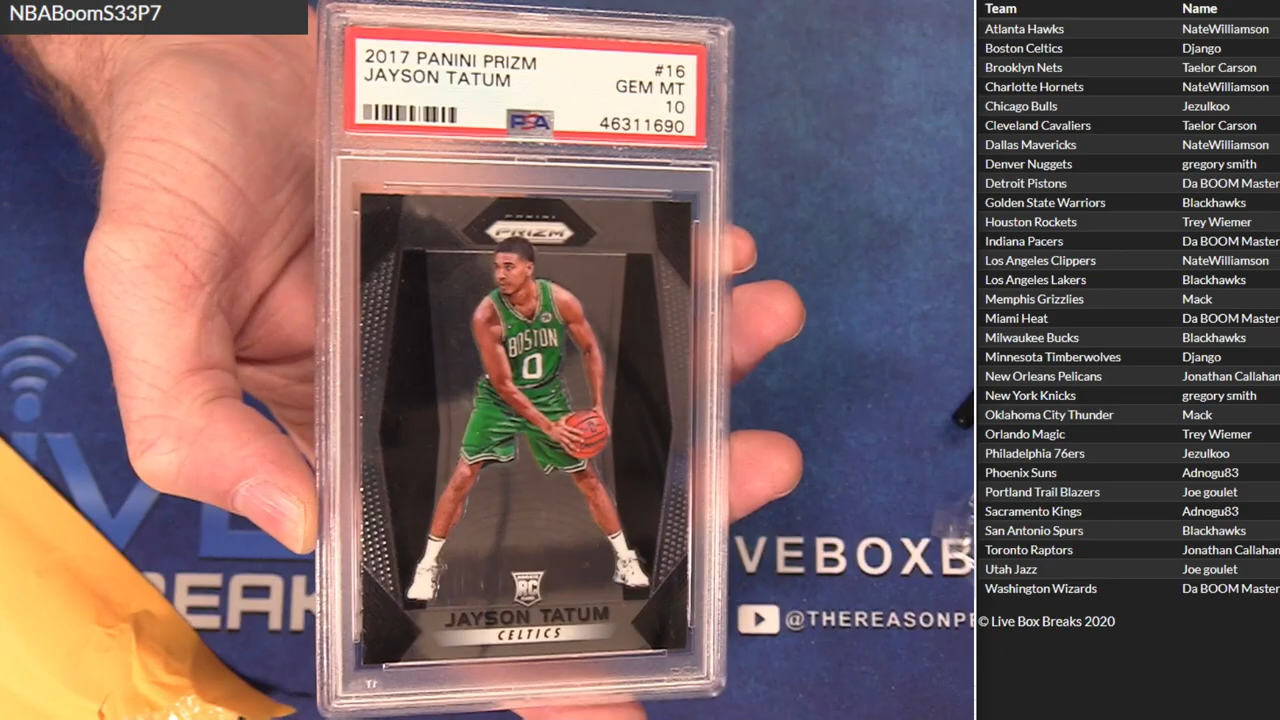 NBABoomS33P7
2017 PANINI PRIZM
JAYSON TATUM
#16
GEM MT
10
46311690
PSA
PANINI
PRIZM
BOSTON
0
RC
JAYSON TATUM
CELTICS
LIVE
BREAK
VEBOXB
@THEREASONP
Team Name
Atlanta Hawks NateWilliamson
Boston Celtics Django
Brooklyn Nets Taelor Carson
Charlotte Hornets NateWilliamson
Chicago Bulls Jezulkoo
Cleveland Cavaliers Taelor Carson
Dallas Mavericks NateWilliamson
Denver Nuggets gregory smith
Detroit Pistons Da BOOM Master
Golden State Warriors Blackhawks
Houston Rockets Trey Wiemer
Indiana Pacers Da BOOM Master
Los Angeles Clippers NateWilliamson
Los Angeles Lakers Blackhawks
Memphis Grizzlies Mack
Miami Heat Da BOOM Master
Milwaukee Bucks Blackhawks
Minnesota Timberwolves Django
New Orleans Pelicans Jonathan Callahan
New York Knicks gregory smith
Oklahoma City Thunder Mack
Orlando Magic Trey Wiemer
Philadelphia 76ers Jezulkoo
Phoenix Suns Adnogu83
Portland Trail Blazers Joe goulet
Sacramento Kings Adnogu83
San Antonio Spurs Blackhawks
Toronto Raptors Jonathan Callahan
Utah Jazz Joe goulet
Washington Wizards Da BOOM Master
© Live Box Breaks 2020